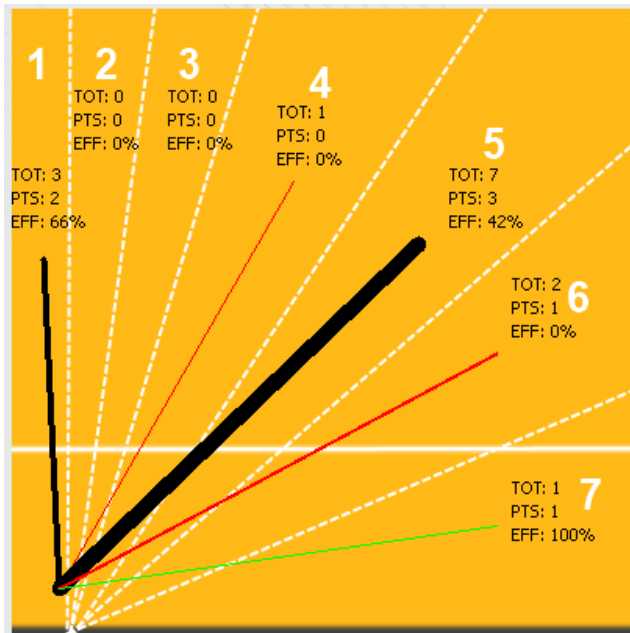 1
TOT: 3
PTS: 2
EFF: 66%
2
TOT: 0
PTS: 0
EFF: 0%
3
TOT: 0
PTS: 0
EFF: 0%
4
TOT: 1
PTS: 0
EFF: 0%
5
TOT: 7
PTS: 3
EFF: 42%
6
TOT: 2
PTS: 1
EFF: 0%
7
TOT: 1
PTS: 1
EFF: 100%